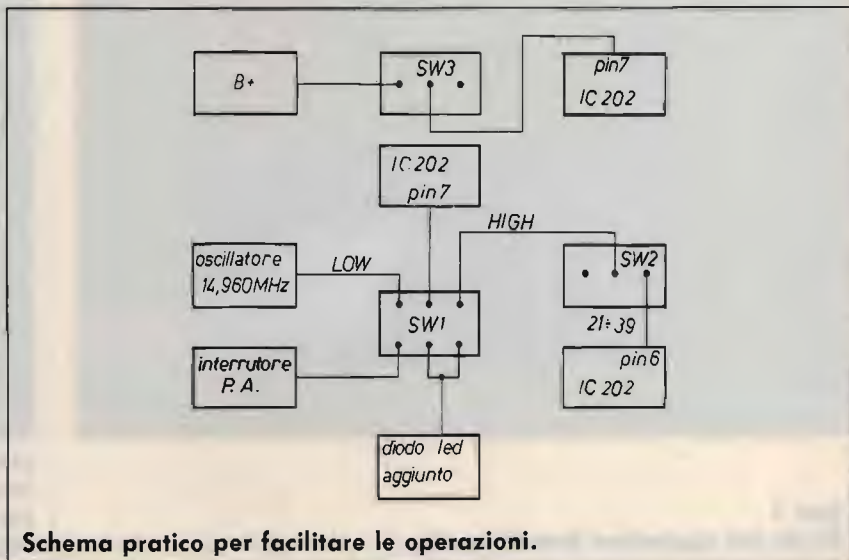 B+
SW3
pin7
IC 202
IC 202
pin7
HIGH
oscillatore
14,960MHz
LOW
SW1
SW2
21÷39
pin6
IC 202
interrutore
P.A.
diodo led
aggiunto
Schema pratico per facilitare le operazioni.